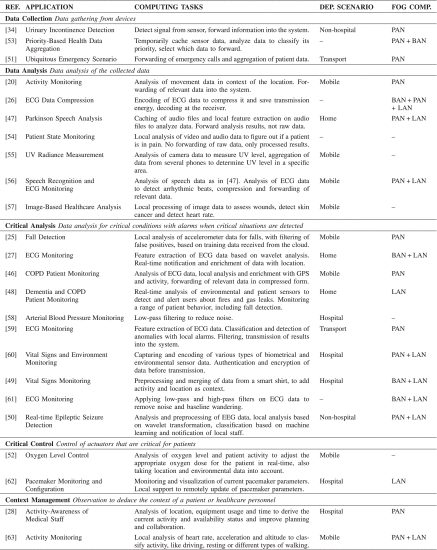 REF. APPLICATION COMPUTING TASKS DEP. SCENARIO FOG COMP.
Data Collection Data gathering from devices
[34] Urinary Incontinence Detection Detect signal from sensor, forward information into the system. Non-hospital PAN
[53] Priority-Based Health Data Temporarily cache sensor data, analyze data to classify its – PAN + BAN
Aggregation priority, select which data to forward.
[51] Ubiquitous Emergency Scenario Forwarding of emergency calls and aggregation of patient data. Transport PAN
Data Analysis Data analysis of the collected data
[20] Activity Monitoring Analysis of movement data in context of the location. For- Mobile PAN
warding of relevant data into the system.
[26] ECG Data Compression Encoding of ECG data to compress it and save transmission – BAN + PAN
energy, decoding at the receiver. + LAN
[47] Parkinson Speech Analysis Caching of audio files and local feature extraction on audio Home PAN + LAN
files to analyze data. Forward analysis results, not raw data.
[54] Patient State Monitoring Local analysis of video and audio data to figure out if a patient – –
is in pain. No forwarding of raw data, only processed results.
[55] UV Radiance Measurement Analysis of camera data to measure UV level, aggregation of Mobile –
data from several phones to determine UV level in a specific
area.
[56] Speech Recognition and Analysis of speech data as in [47]. Analysis of ECG data Mobile PAN + LAN
ECG Monitoring to detect arrhythmic beats, compression and forwarding of
relevant data.
[57] Image-Based Healthcare Analysis Local processing of image data to assess wounds, detect skin Mobile –
cancer and detect heart rate.
Critical Analysis Data analysis for critical conditions with alarms when critical situations are detected
[25] Fall Detection Local analysis of accelerometer data for falls, with filtering of Mobile PAN
false positives, based on training data received from the cloud.
[27] ECG Monitoring Feature extraction of ECG data based on wavelet analysis. Home BAN + LAN
Real-time notification and enrichment of data with location.
[46] COPD Patient Monitoring Analysis of ECG data, local analysis and enrichment with GPS Mobile PAN
and activity, forwarding of relevant data in compressed form.
[48] Dementia and COPD Real-time analysis of environmental and patient sensors to Home LAN
Patient Monitoring detect and alert users about fires and gas leaks. Monitoring
a range of patient behavior, including fall detection.
[58] Arterial Blood Pressure Monitoring Low-pass filtering to reduce noise. Hospital –
[59] ECG Monitoring Feature extraction of ECG data. Classification and detection of Transport PAN
anomalies with local alarms. Filtering, transmission of results
into the system.
[60] Vital Signs and Environment Capturing and encoding of various types of biometrical and Hospital PAN + LAN
Monitoring environmental sensor data. Authentication and encryption of
data before transmission.
[49] Vital Signs Monitoring Preprocessing and merging of data from a smart shirt, to add Hospital BAN + LAN
activity and location as context.
[61] ECG Monitoring Applying low-pass and high-pass filters on ECG data to – BAN + LAN
remove noise and baseline wandering.
[50] Real-time Epileptic Seizure Analysis and preprocessing of EEG data, local analysis based Non-hospital PAN + LAN
Detection on wavelet transformation, classification based on machine
learning and notification of local staff.
Critical Control Control of actuators that are critical for patients
[52] Oxygen Level Control Analysis of oxygen level and patient activity to adjust the Mobile –
appropriate oxygen dose for the patient in real-time, also
taking location and environmental data into account.
[62] Pacemaker Monitoring and Monitoring and visualization of current pacemaker parameters. Hospital LAN
Configuration Local support to remotely update of pacemaker parameters.
Context Management Observation to deduce the context of a patient or healthcare personnel
[28] Activity-Awareness of Analysis of location, equipment usage and time to derive the Hospital PAN
Medical Staff current activity and availability status and improve planning
and collaboration.
[63] Activity Monitoring Local analysis of heart rate, acceleration and altitude to clas- Mobile PAN + LAN
sify activity, like driving, resting or different types of walking.